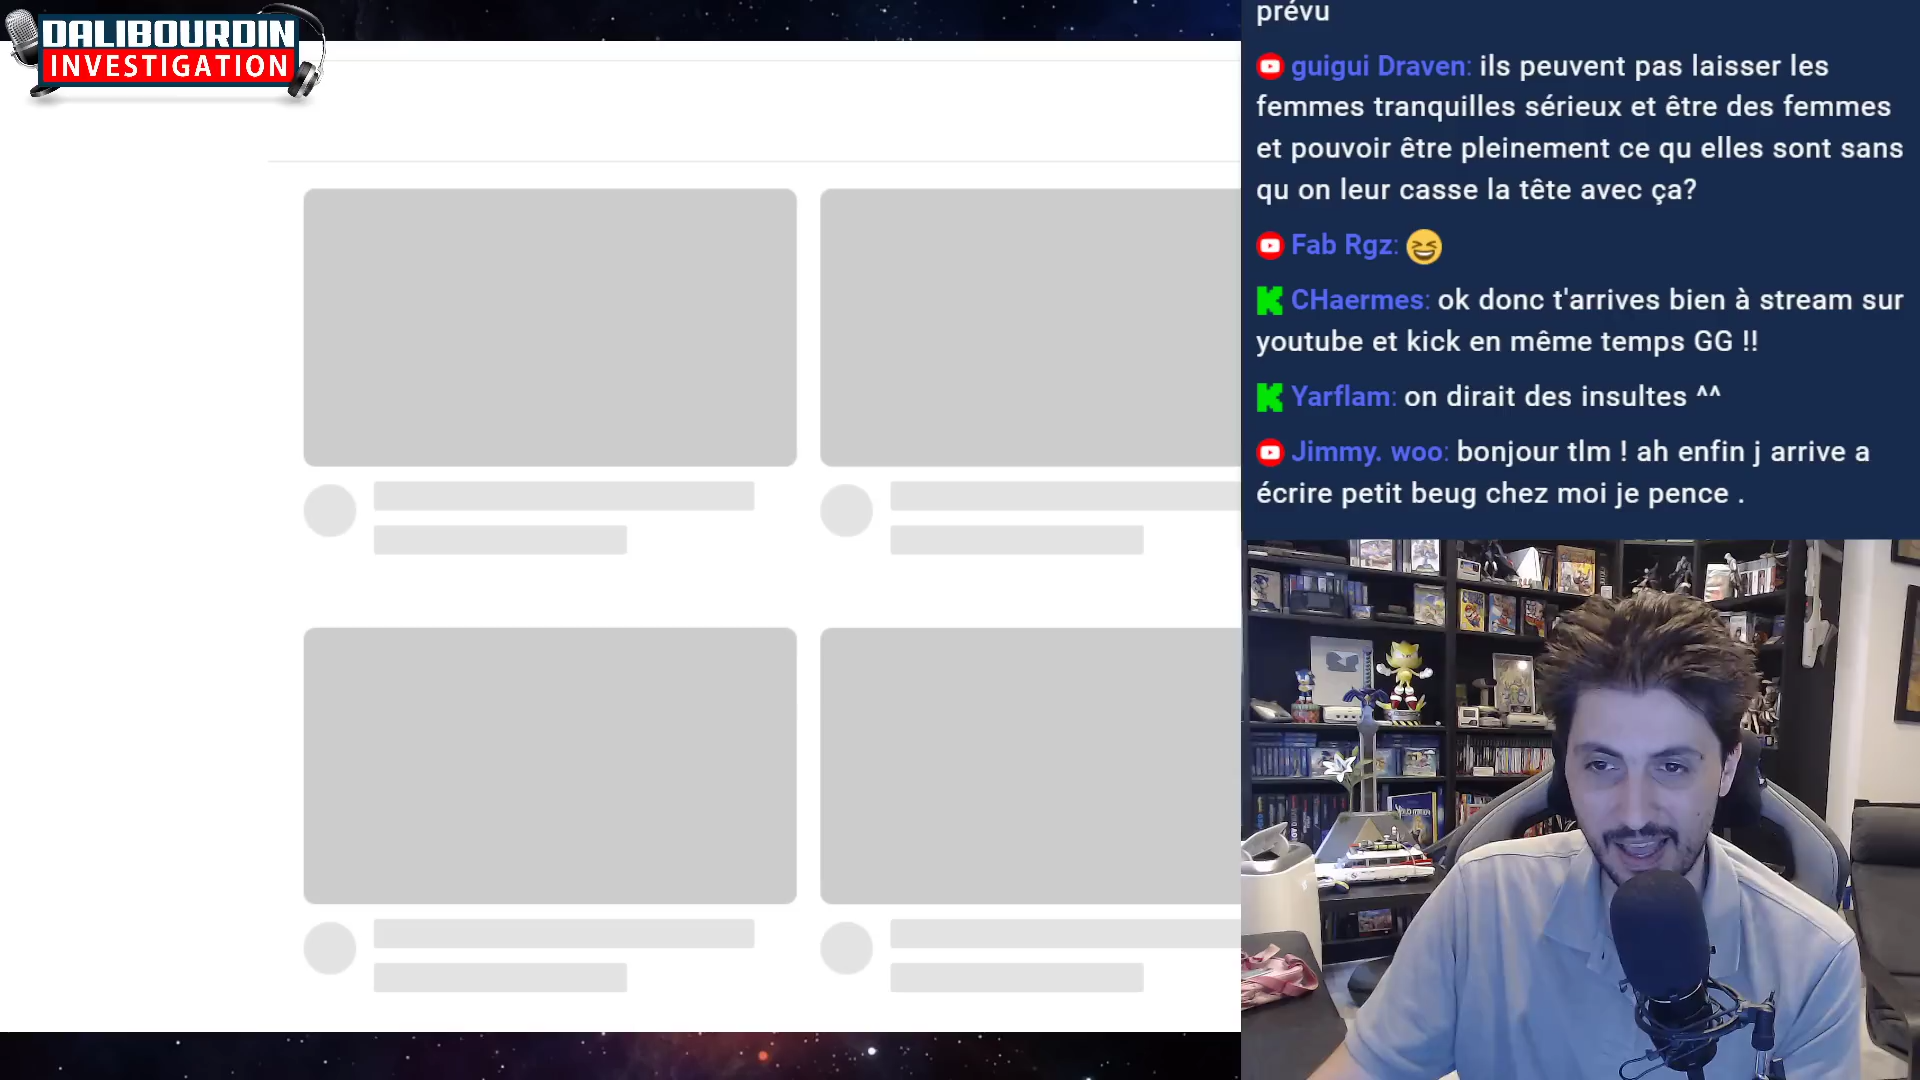 DALIBOURDIN
INVESTIGATION
prévu
guigui Draven: ils peuvent pas laisser les
femmes tranquilles sérieux et être des femmes
et pouvoir être pleinement ce qu elles sont sans
qu on leur casse la tête avec ça?
Fab Rgz: 😆
CHaermes: ok donc t'arrives bien à stream sur
youtube et kick en même temps GG !!
Yarflam: on dirait des insultes ^^
Jimmy. woo: bonjour tlm ! ah enfin j arrive a
écrire petit beug chez moi je pence .